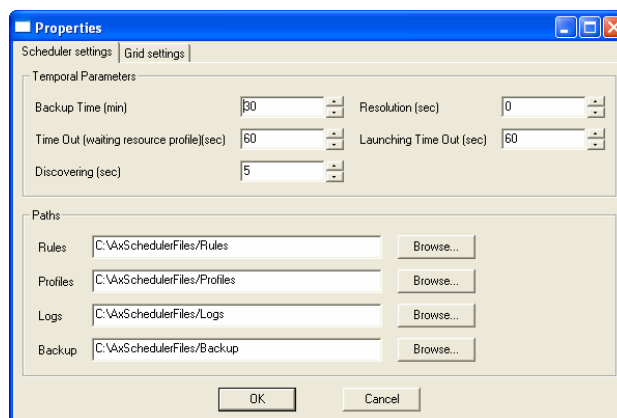 Properties
Scheduler settings Grid settings
Temporal Parameters
Backup Time (min) 30 Resolution (sec) 0
Time Out (waiting resource profile)(sec) 60 Launching Time Out (sec) 60
Discovering (sec) 5
Paths
Rules C:\AxSchedulerFiles/Rules Browse...
Profiles C:\AxSchedulerFiles/Profiles Browse...
Logs C:\AxSchedulerFiles/Logs Browse...
Backup C:\AxSchedulerFiles/Backup Browse...
OK Cancel